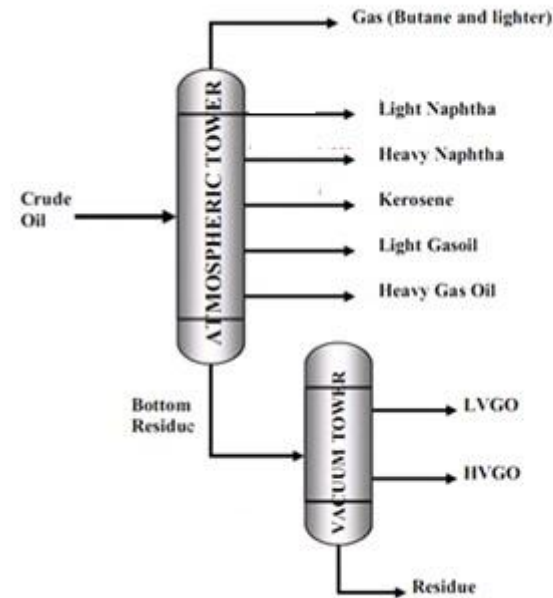 Gas (Butane and lighter)
Light Naphtha
Heavy Naphtha
Crude
Oil
Kerosene
Light Gasoil
Heavy Gas Oil
ATMOSPHERIC TOWER
Bottom
Residue
LVGO
HVGO
VACUUM TOWER
Residue